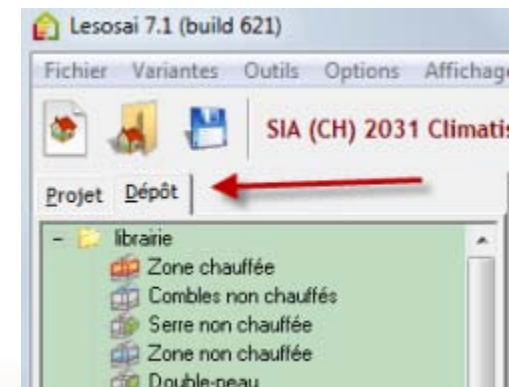 Lesosai 7.1 (build 621)
Fichier Variantes Outils Options Affichag
SIA (CH) 2031 Climatis
Projet Dépôt
librairie
Zone chauffée
Combles non chauffés
Serre non chauffée
Zone non chauffée
Double-peau